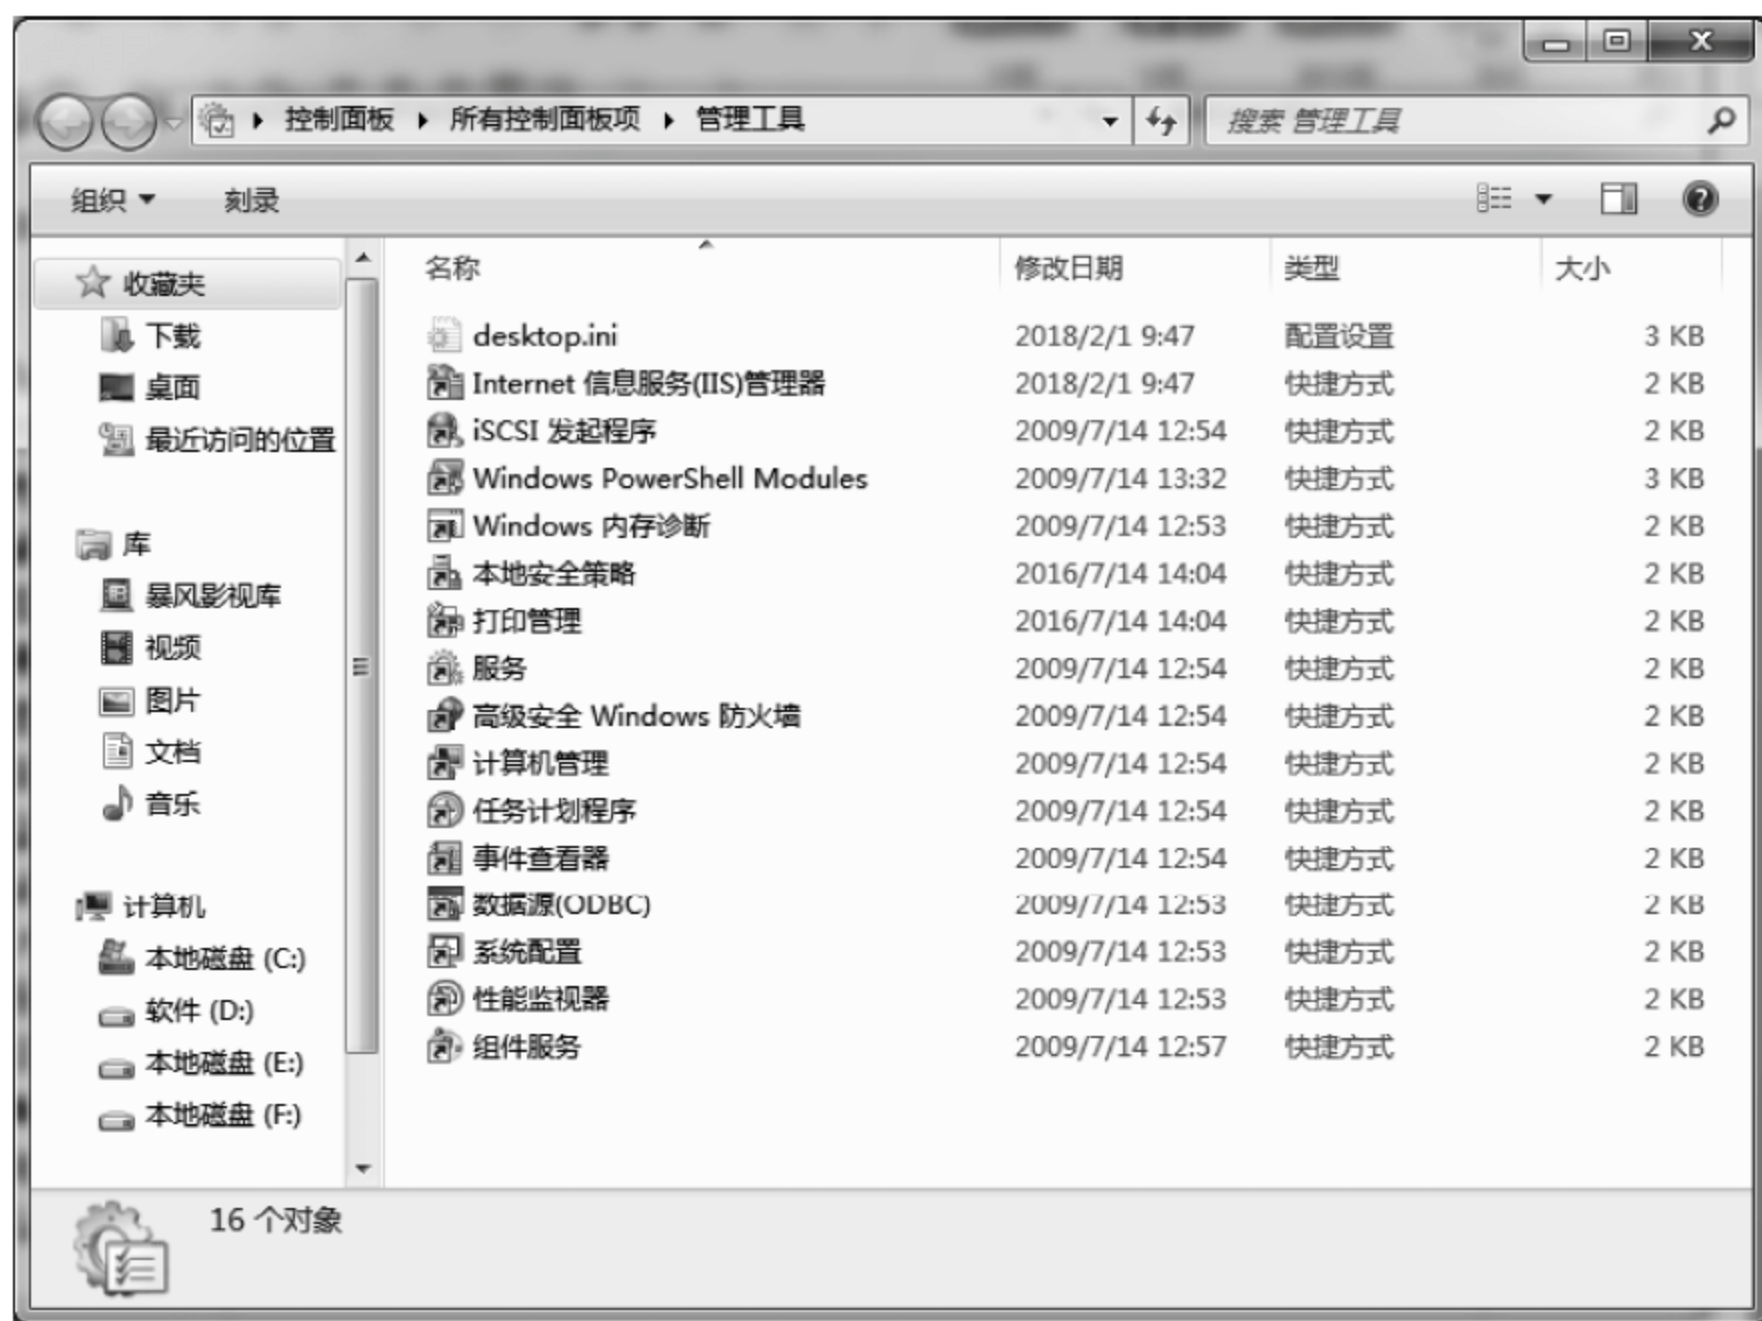 控制面板 所有控制面板项 管理工具 搜索 管理工具
组织 刻录
收藏夹
下载
桌面
最近访问的位置
库
暴风影视库
视频
图片
文档
音乐
计算机
本地磁盘 (C:)
软件 (D:)
本地磁盘 (E:)
本地磁盘 (F:)
名称 修改日期 类型 大小
desktop.ini 2018/2/1 9:47 配置设置 3 KB
Internet 信息服务(IIS)管理器 2018/2/1 9:47 快捷方式 2 KB
iSCSI 发起程序 2009/7/14 12:54 快捷方式 2 KB
Windows PowerShell Modules 2009/7/14 13:32 快捷方式 3 KB
Windows 内存诊断 2009/7/14 12:53 快捷方式 2 KB
本地安全策略 2016/7/14 14:04 快捷方式 2 KB
打印管理 2016/7/14 14:04 快捷方式 2 KB
服务 2009/7/14 12:54 快捷方式 2 KB
高级安全 Windows 防火墙 2009/7/14 12:54 快捷方式 2 KB
计算机管理 2009/7/14 12:54 快捷方式 2 KB
任务计划程序 2009/7/14 12:54 快捷方式 2 KB
事件查看器 2009/7/14 12:54 快捷方式 2 KB
数据源(ODBC) 2009/7/14 12:53 快捷方式 2 KB
系统配置 2009/7/14 12:53 快捷方式 2 KB
性能监视器 2009/7/14 12:53 快捷方式 2 KB
组件服务 2009/7/14 12:57 快捷方式 2 KB
16 个对象